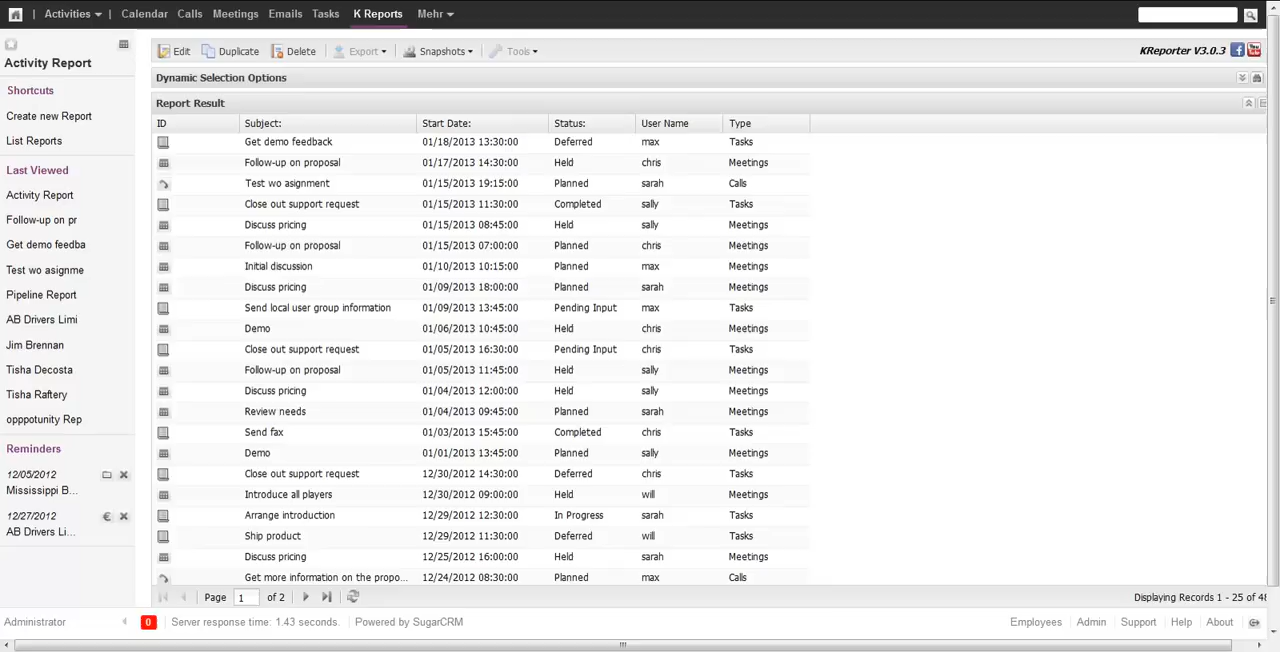 Activities Calendar Calls Meetings Emails Tasks K Reports Mehr
Activity Report
Shortcuts
Create new Report
List Reports
Last Viewed
Activity Report
Follow-up on pr
Get demo feedba
Test wo asignme
Pipeline Report
AB Drivers Limi
Jim Brennan
Tisha Decosta
Tisha Raftery
opppotunity Rep
Reminders
12/05/2012
Mississippi B...
12/27/2012 €
AB Drivers Li...
Edit Duplicate Delete Export Snapshots Tools KReporter V3.0.3 f You Tube
Dynamic Selection Options
Report Result
ID Subject: Start Date: Status: User Name Type
Get demo feedback 01/18/2013 13:30:00 Deferred max Tasks
Follow-up on proposal 01/17/2013 14:30:00 Held chris Meetings
Test wo asignment 01/15/2013 19:15:00 Planned sarah Calls
Close out support request 01/15/2013 11:30:00 Completed sally Tasks
Discuss pricing 01/15/2013 08:45:00 Held sally Meetings
Follow-up on proposal 01/15/2013 07:00:00 Planned chris Meetings
Initial discussion 01/10/2013 10:15:00 Planned max Meetings
Discuss pricing 01/09/2013 18:00:00 Planned sarah Meetings
Send local user group information 01/09/2013 13:45:00 Pending Input max Tasks
Demo 01/06/2013 10:45:00 Held chris Meetings
Close out support request 01/05/2013 16:30:00 Pending Input chris Tasks
Follow-up on proposal 01/05/2013 11:45:00 Held sally Meetings
Discuss pricing 01/04/2013 12:00:00 Held sally Meetings
Review needs 01/04/2013 09:45:00 Planned sarah Meetings
Send fax 01/03/2013 15:45:00 Completed chris Tasks
Demo 01/01/2013 13:45:00 Planned sally Meetings
Close out support request 12/30/2012 14:30:00 Deferred chris Tasks
Introduce all players 12/30/2012 09:00:00 Held will Meetings
Arrange introduction 12/29/2012 12:30:00 In Progress sarah Tasks
Ship product 12/29/2012 11:30:00 Deferred will Tasks
Discuss pricing 12/25/2012 16:00:00 Held sarah Meetings
Get more information on the propo... 12/24/2012 08:30:00 Planned max Calls
Page 1 of 2 Displaying Records 1 - 25 of 48
Administrator 0 Server response time: 1.43 seconds. Powered by SugarCRM Employees Admin Support Help About